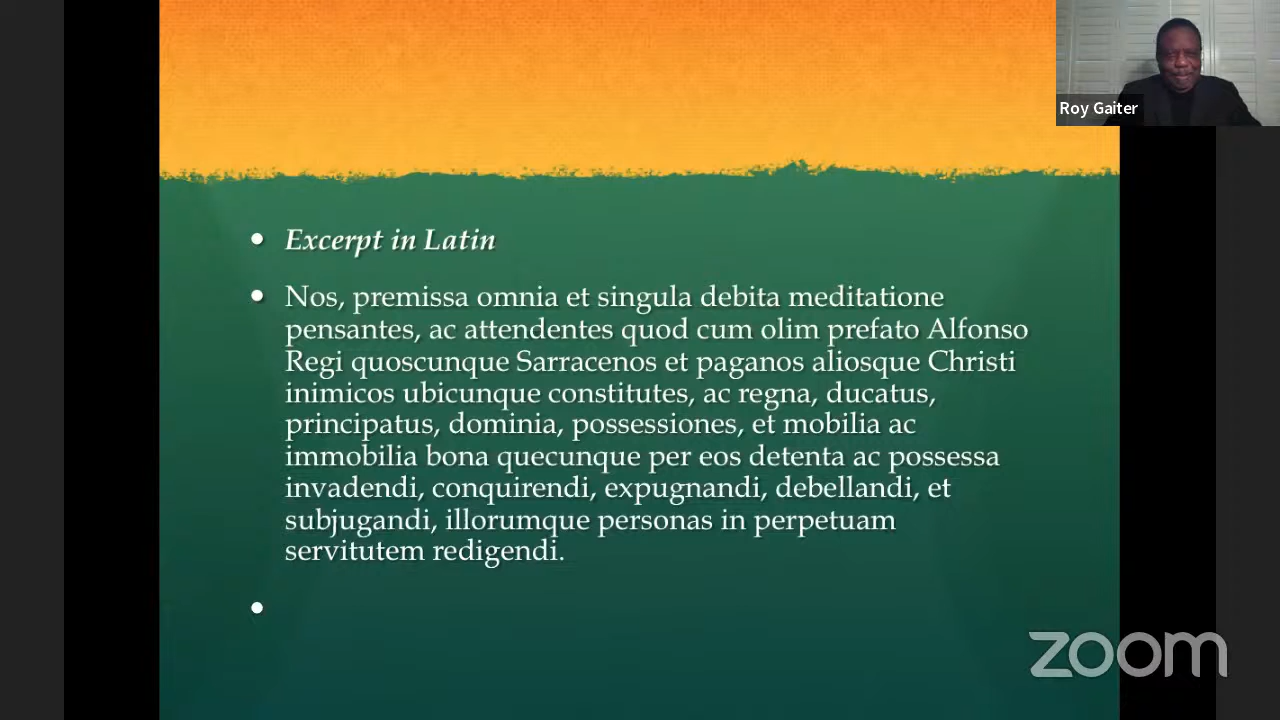 Roy Gaiter
Excerpt in Latin
Nos, premissa omnia et singula debita meditatione
pensantes, ac attendentes quod cum olim prefato Alfonso
Regi quoscunque Sarracenos et paganos aliosque Christi
inimicos ubicunque constitutes, ac regna, ducatus,
principatus, dominia, possessiones, et mobilia ac
immobilia bona quecunque per eos detenta ac possessa
invadendi, conquirendi, expugnandi, debellandi, et
subjugandi, illorumque personas in perpetuam
servitutem redigendi.
zoom